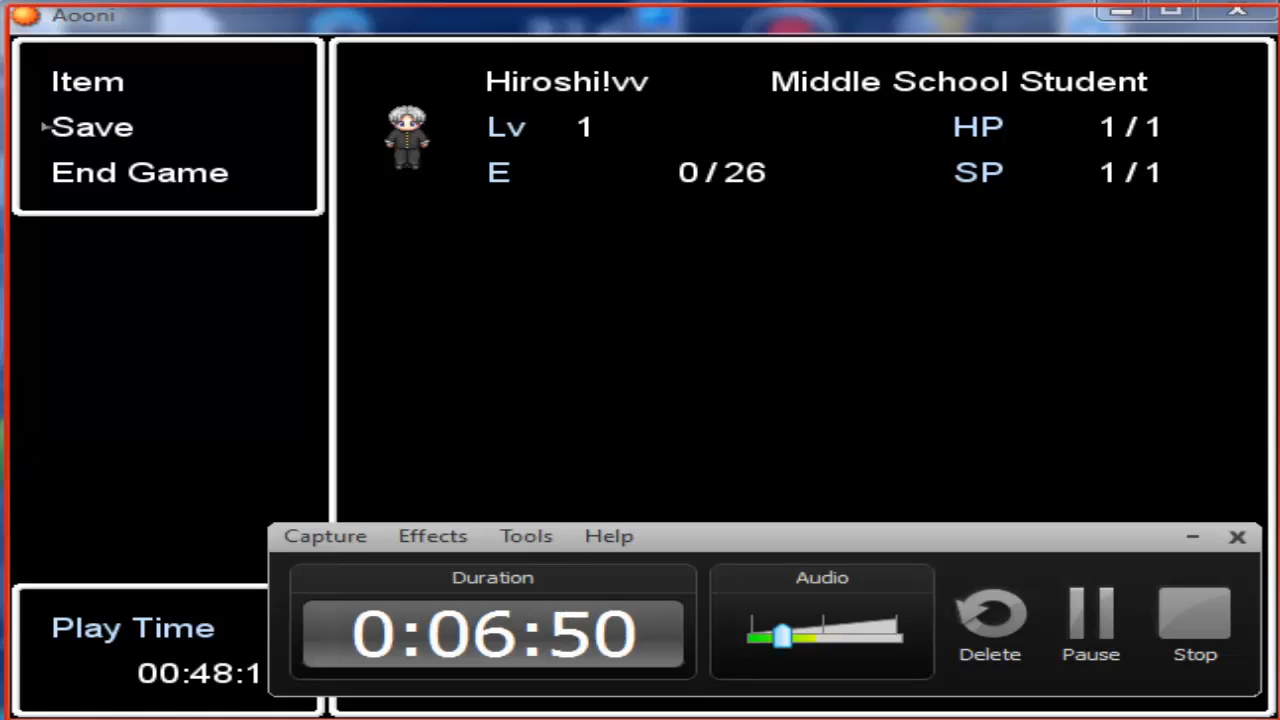 Aooni
Item
Save
End Game
Hiroshi!vv Middle School Student
Lv 1 HP 1/1
E 0/26 SP 1/1
Capture Effects Tools Help
Duration Audio
0:06:50
Delete Pause Stop
Play Time
00:48:1